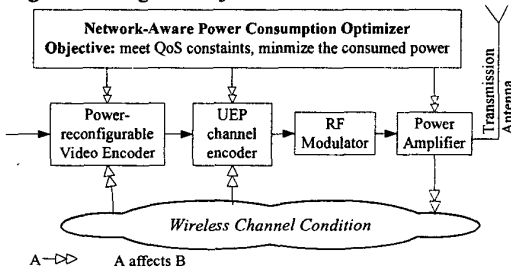 Network-Aware Power Consumption Optimizer
Objective: meet QoS constaints, minmize the consumed power
Power-
reconfigurable
Video Encoder
UEP
channel
encoder
RF
Modulator
Power
Amplifier
Transmission
Antenna
Wireless Channel Condition
A
A affects B